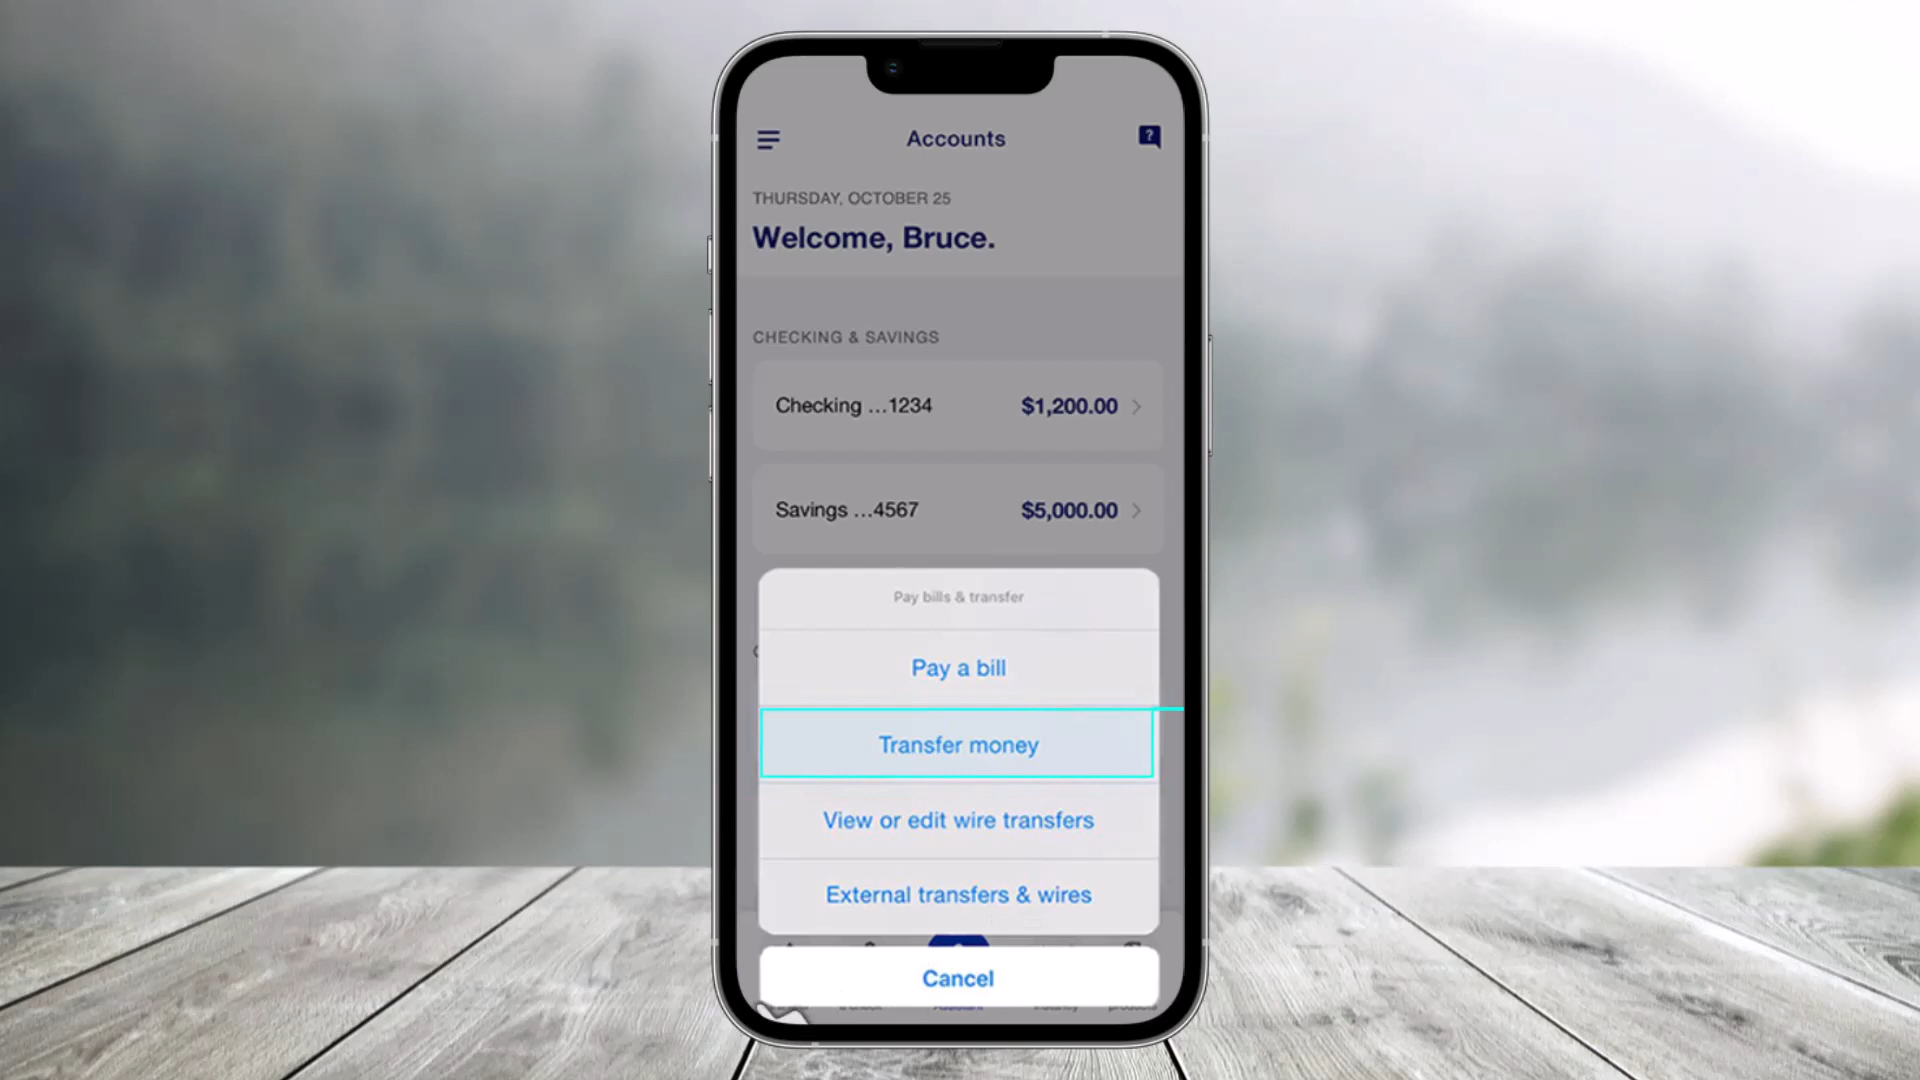 Accounts
?
THURSDAY, OCTOBER 25
Welcome, Bruce.
CHECKING & SAVINGS
Checking ...1234 $1,200.00
Savings ...4567 $5,000.00
Pay bills & transfer
Pay a bill
Transfer money
View or edit wire transfers
External transfers & wires
Cancel